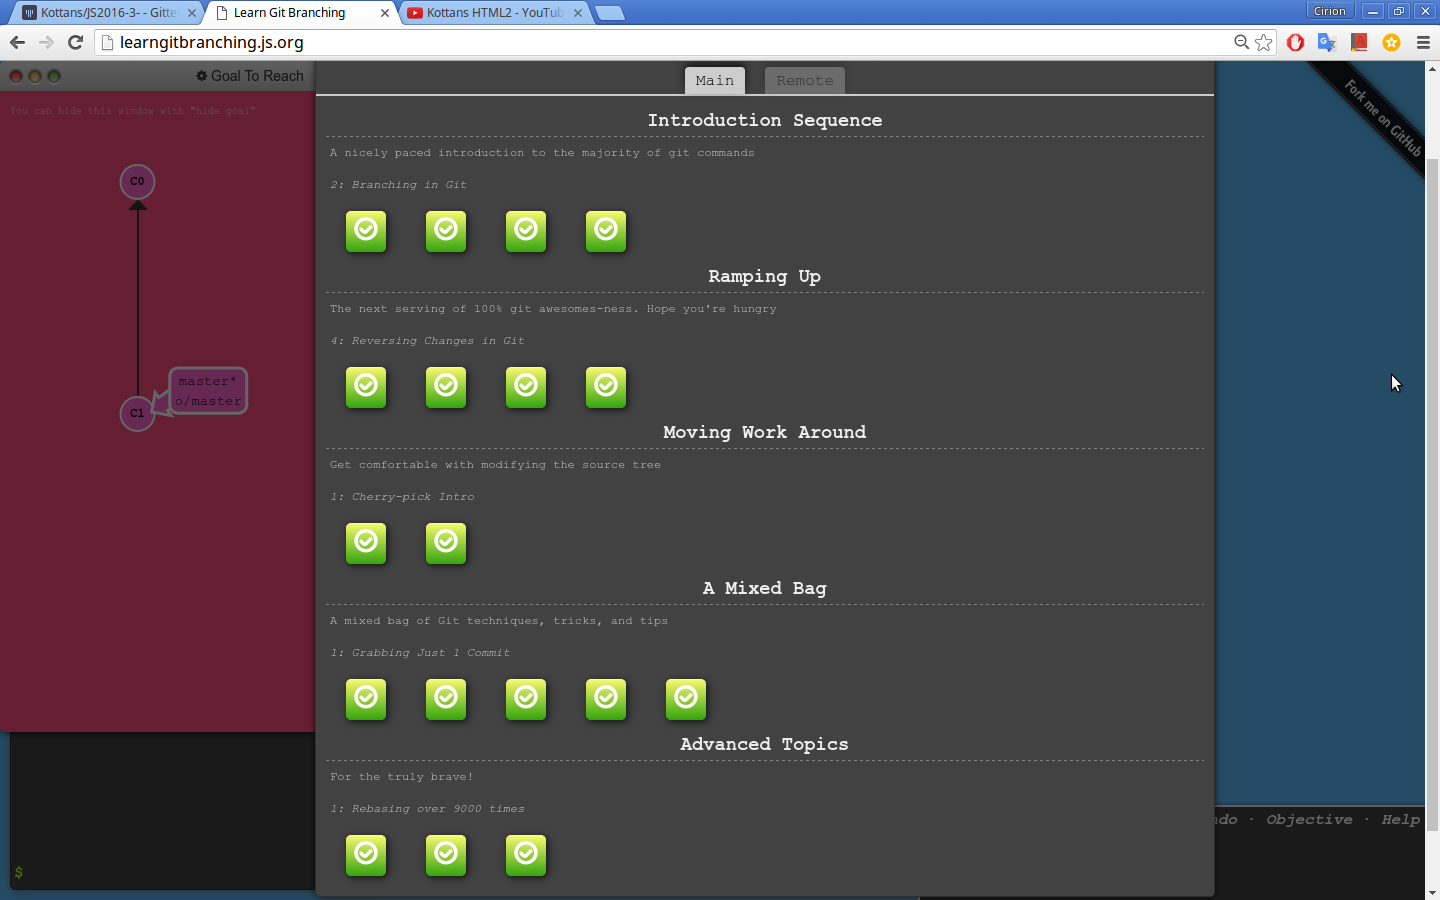 Kottans/JS2016-3- - Gitte
Learn Git Branching
Kottans HTML2 - YouTub
Cirion
learngitbranching.js.org
Goal To Reach
You can hide this window with "hide goal"
C0
master*
o/master
C1
$
Main
Remote
Introduction Sequence
A nicely paced introduction to the majority of git commands
2: Branching in Git
Ramping Up
The next serving of 100% git awesomes-ness. Hope you're hungry
4: Reversing Changes in Git
Moving Work Around
Get comfortable with modifying the source tree
1: Cherry-pick Intro
A Mixed Bag
A mixed bag of Git techniques, tricks, and tips
1: Grabbing Just 1 Commit
Advanced Topics
For the truly brave!
1: Rebasing over 9000 times
Fork me on GitHub
ndo · Objective · Help